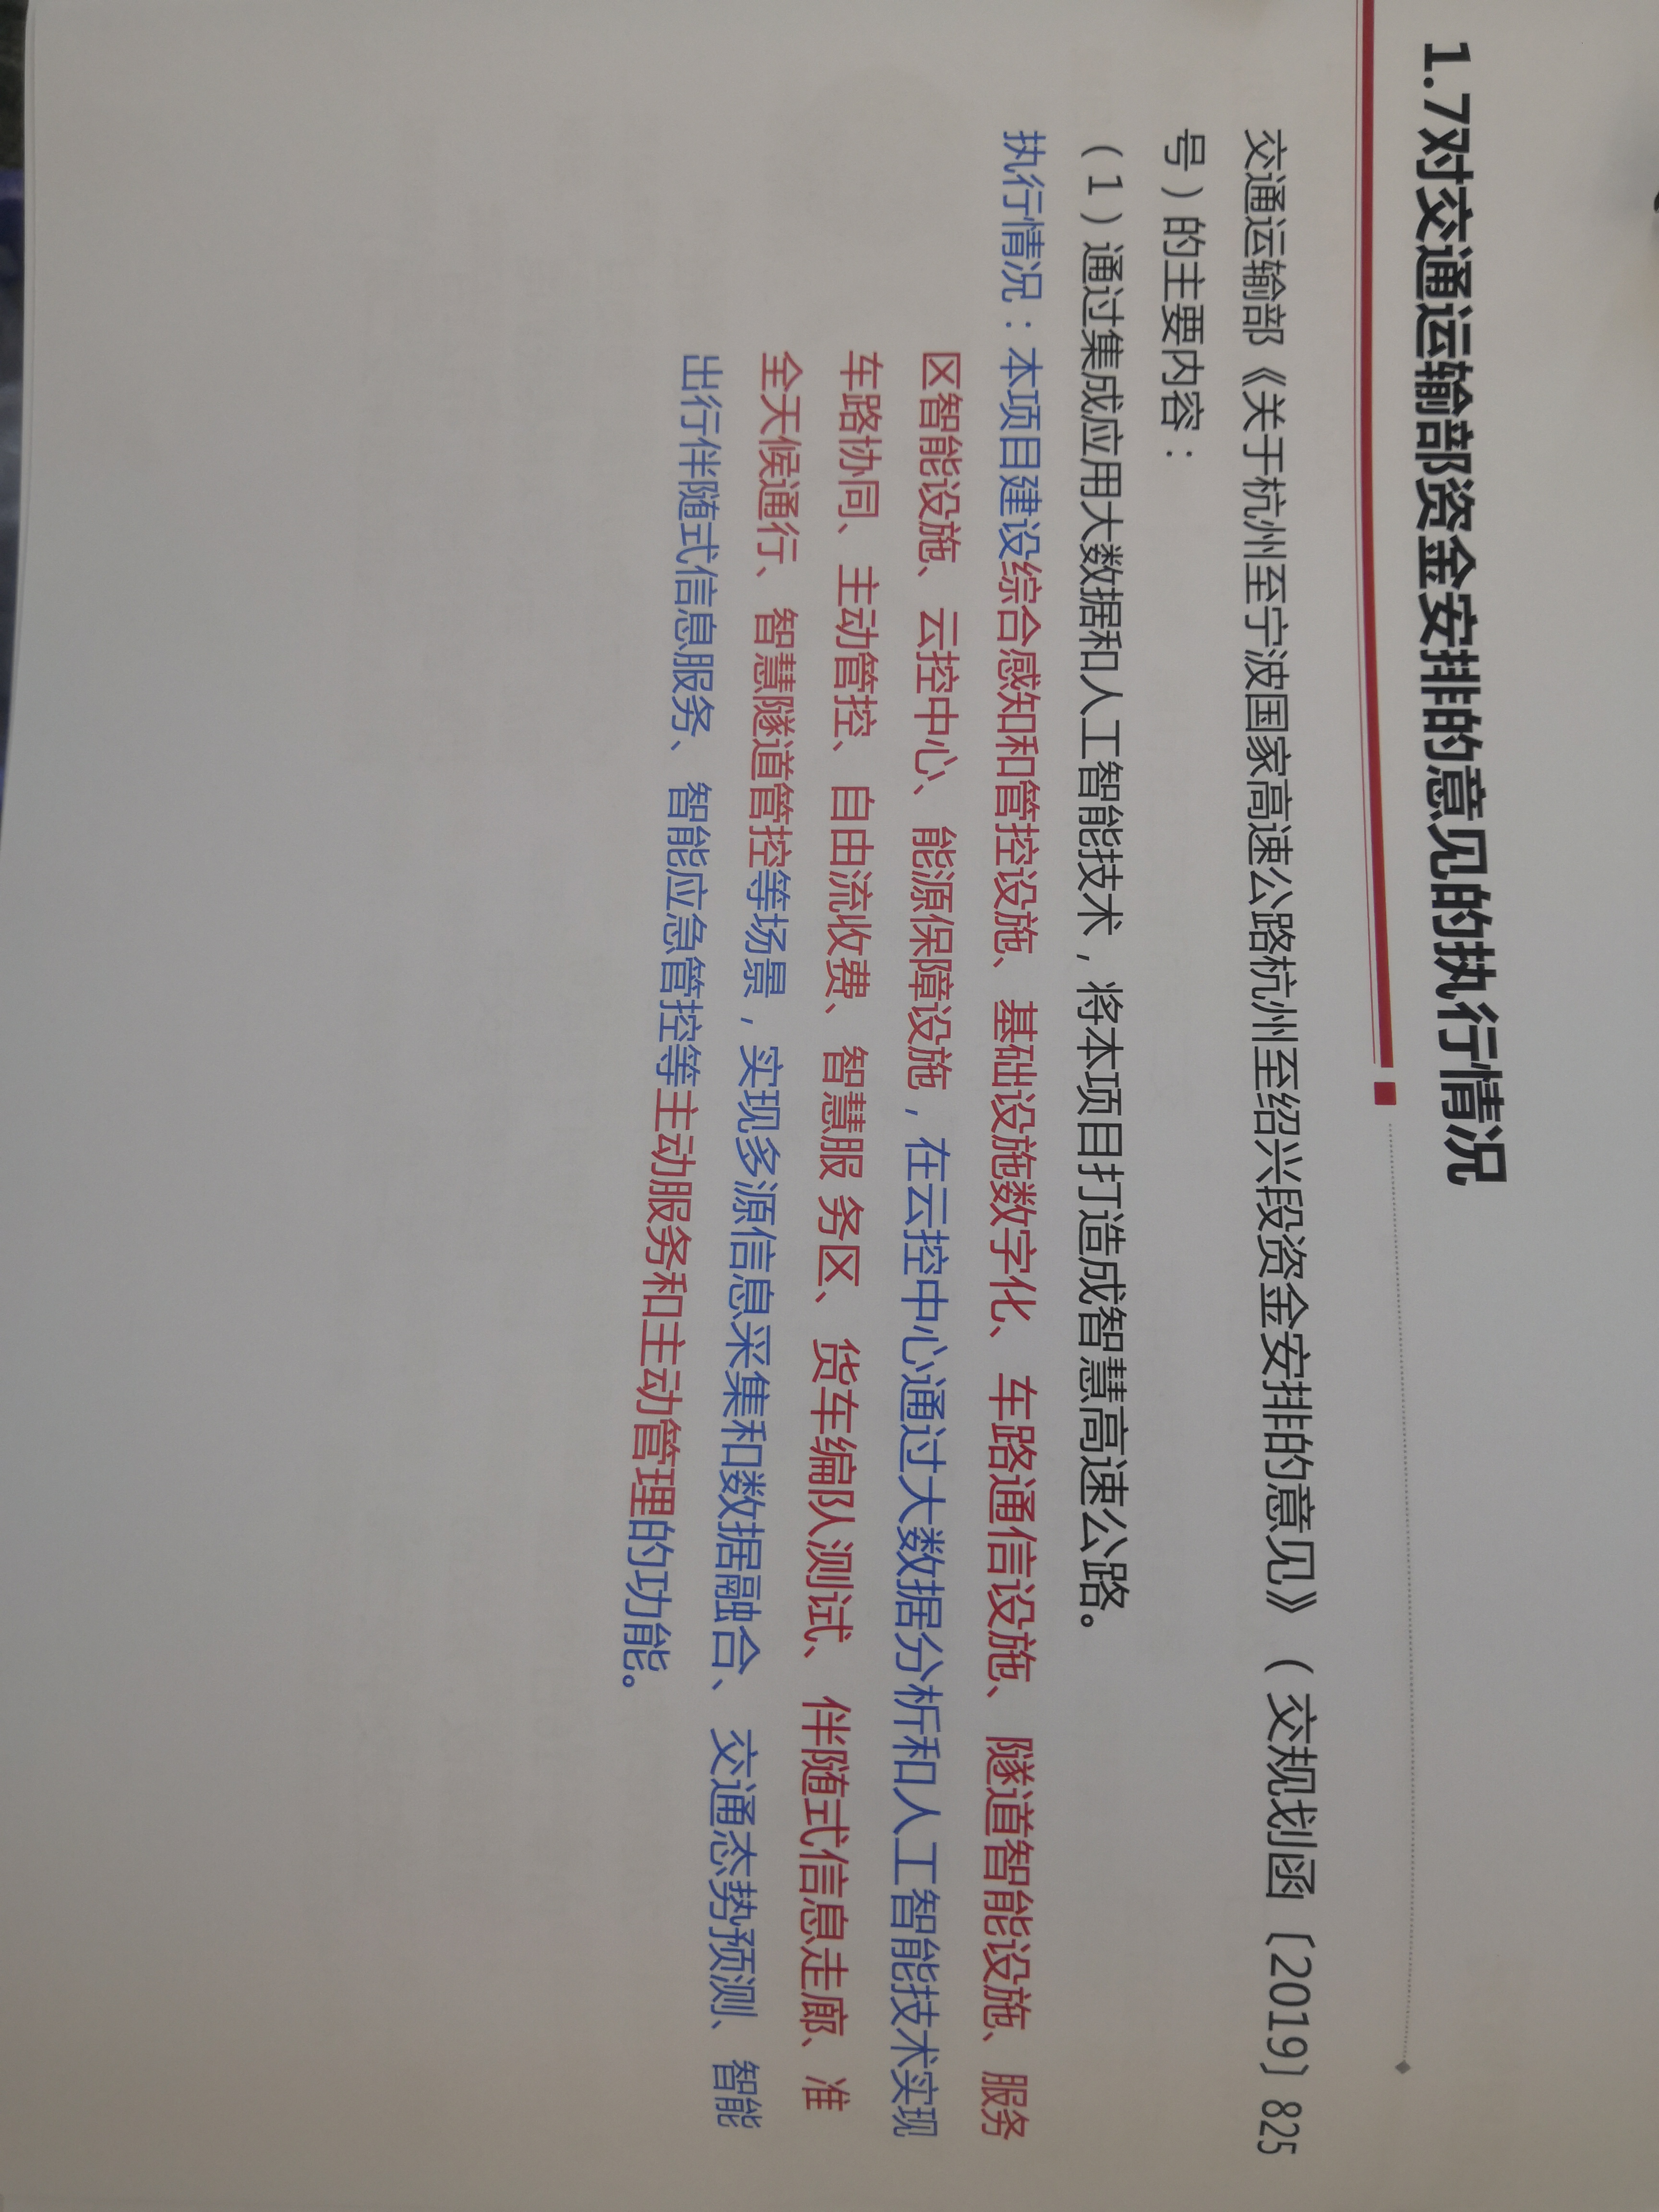 1.7对交通运输部资金安排的意见的执行情况
交通运输部《关于杭州至宁波国家高速公路杭州至绍兴段资金安排的意见》（交规划函〔2019〕825
号）的主要内容：
（1）通过集成应用大数据和人工智能技术，将本项目打造成智慧高速公路。
执行情况：本项目建设综合感知和管控设施、基础设施数字化、车路通信设施、隧道智能设施、服务
区智能设施、云控中心、能源保障设施，在云控中心通过大数据分析和人工智能技术实现
车路协同、主动管控、自由流收费、智慧服 务区、货车编队测试、伴随式信息走廊、准
全天候通行、智慧隧道管控等场景，实现多源信息采集和数据融合、交通态势预测、智能
出行伴随式信息服务、智能应急管控等主动服务和主动管理的功能。